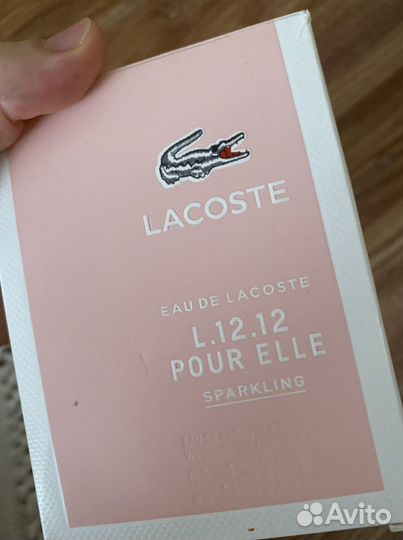 LACOSTE
EAU DE LACOSTE
L.12.12
POUR ELLE
SPARKLING
Avito